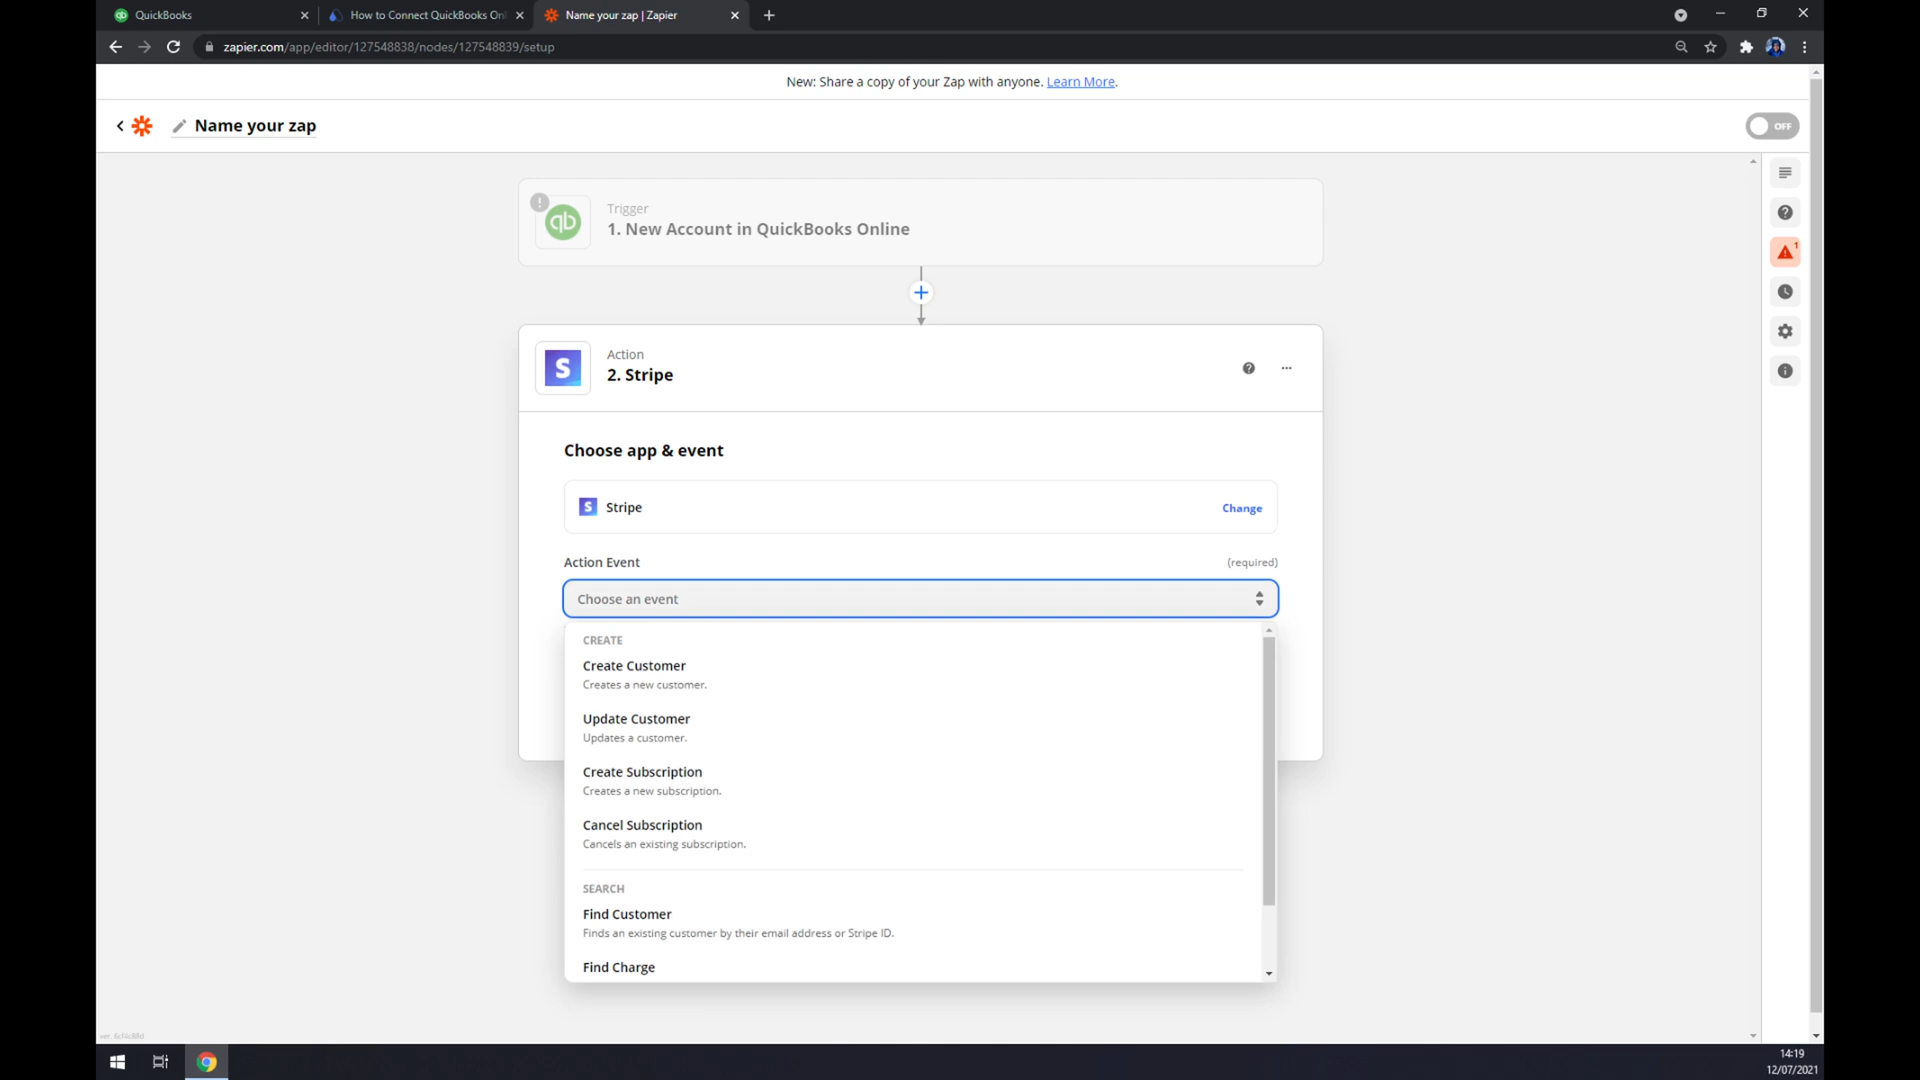 QuickBooks
How to Connect QuickBooks Onl
Name your zap | Zapier
zapier.com/app/editor/127548838/nodes/127548839/setup
New: Share a copy of your Zap with anyone. Learn More.
Name your zap
OFF
Trigger
1. New Account in QuickBooks Online
1
Action
2. Stripe
Choose app & event
Stripe
Change
Action Event
(required)
Choose an event
CREATE
Create Customer
Creates a new customer.
Update Customer
Updates a customer.
Create Subscription
Creates a new subscription.
Cancel Subscription
Cancels an existing subscription.
SEARCH
Find Customer
Finds an existing customer by their email address or Stripe ID.
Find Charge
14:19
12/07/2021